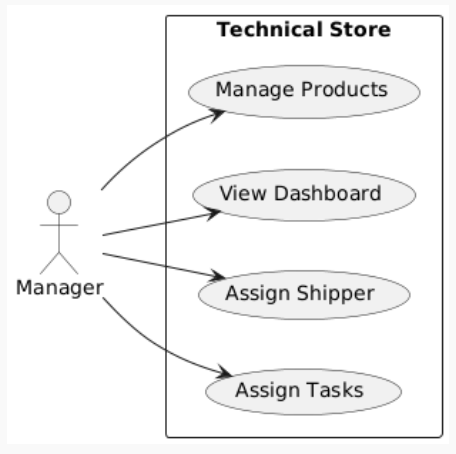 Technical Store
Manage Products
View Dashboard
Manager
Assign Shipper
Assign Tasks